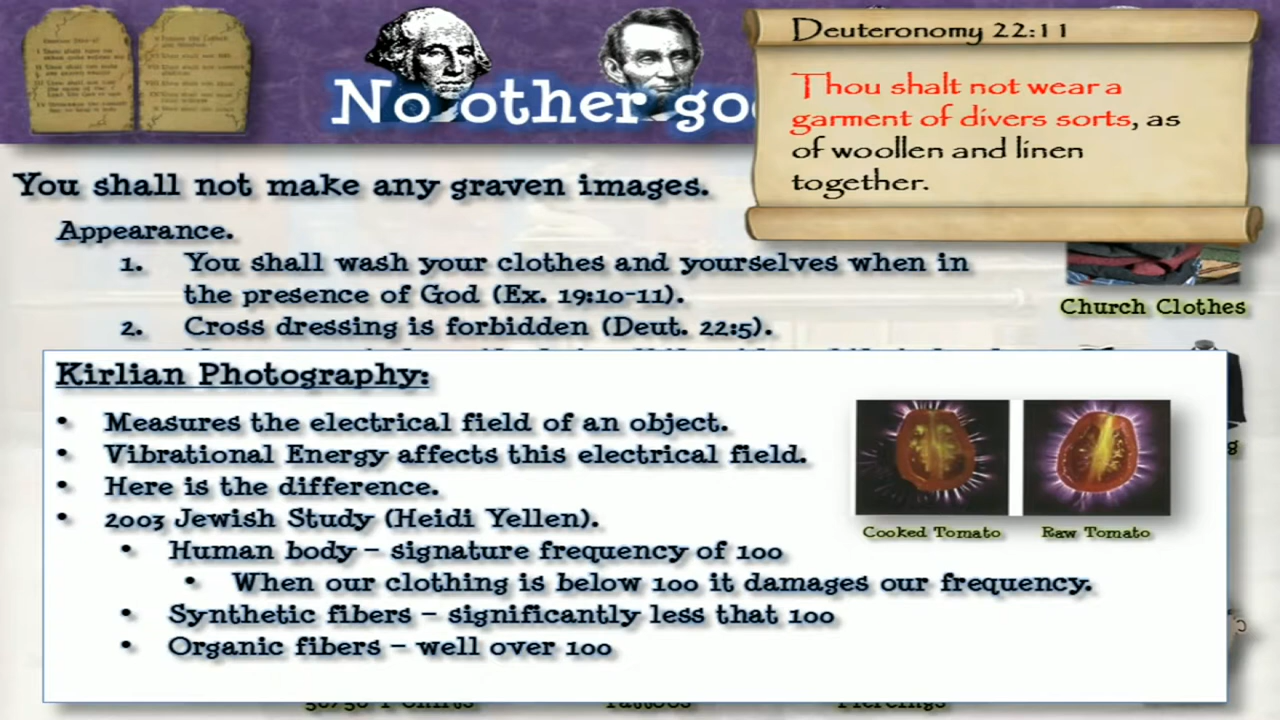 No other go
Deuteronomy 22:11
Thou shalt not wear a
garment of divers sorts, as
of woollen and linen
together.
You shall not make any graven images.
Appearance.
1. You shall wash your clothes and yourselves when in
the presence of God (Ex. 19:10-11).
2. Cross dressing is forbidden (Deut. 22:5).
Church Clothes
Kirlian Photography:
• Measures the electrical field of an object.
• Vibrational Energy affects this electrical field.
• Here is the difference.
• 2003 Jewish Study (Heidi Yellen).
• Human body – signature frequency of 100
• When our clothing is below 100 it damages our frequency.
• Synthetic fibers – significantly less that 100
• Organic fibers – well over 100
Cooked Tomato
Raw Tomato
50/50 T-Shirts
Tattoos
Piercings